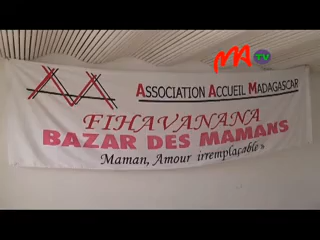 MA TV
ASSOCIATION ACCUEIL MADAGASCAR
FIHAVANANA
BAZAR DES MAMANS
Maman, Amour irremplaçable »